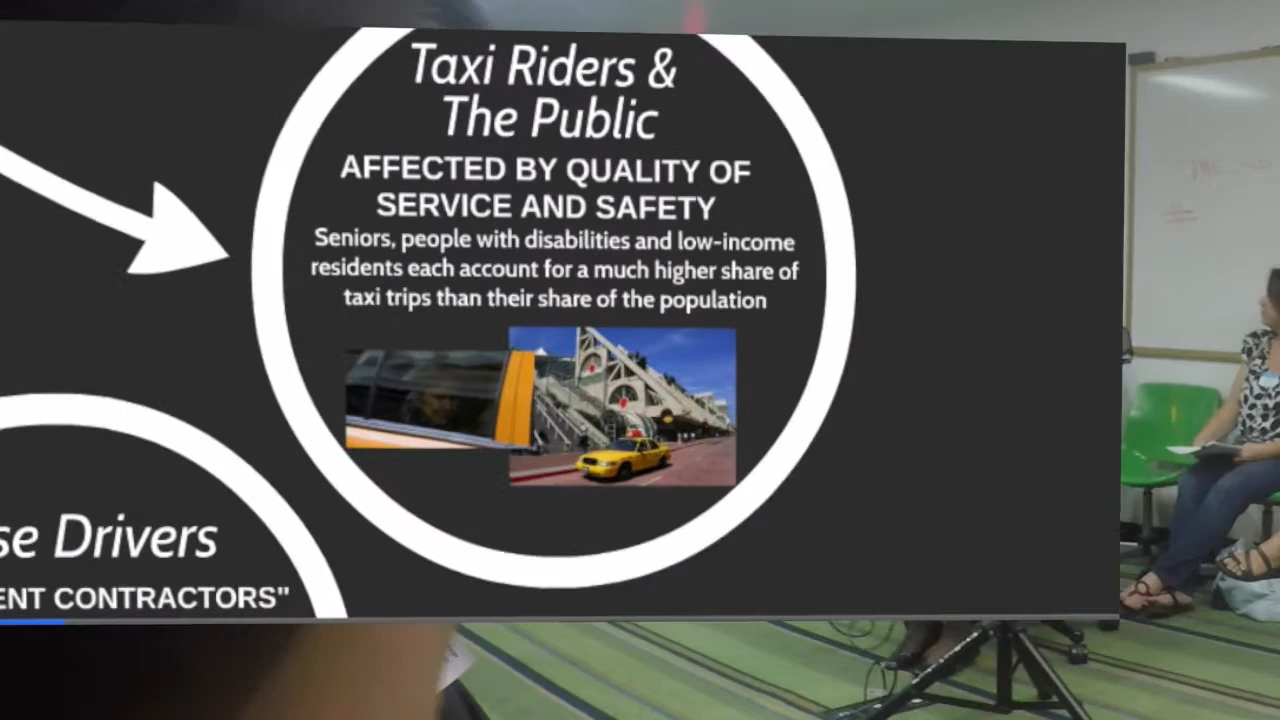 Taxi Riders &
The Public
AFFECTED BY QUALITY OF
SERVICE AND SAFETY
Seniors, people with disabilities and low-income
residents each account for a much higher share of
taxi trips than their share of the population
se Drivers
ENT CONTRACTORS"